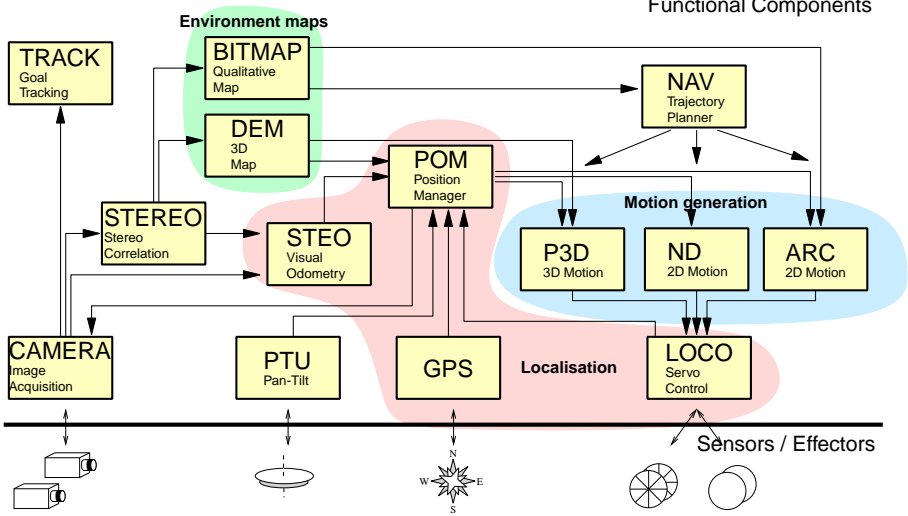 Functional Components
Environment maps
TRACK
Goal
Tracking
BITMAP
Qualitative
Map
NAV
Trajectory
Planner
DEM
3D
Map
POM
Position
Manager
STEREO
Stereo
Correlation
STEO
Visual
Odometry
Motion generation
P3D
3D Motion
ND
2D Motion
ARC
2D Motion
CAMERA
Image
Acquisition
PTU
Pan-Tilt
GPS
Localisation
LOCO
Servo
Control
Sensors / Effectors
N
W
E
S